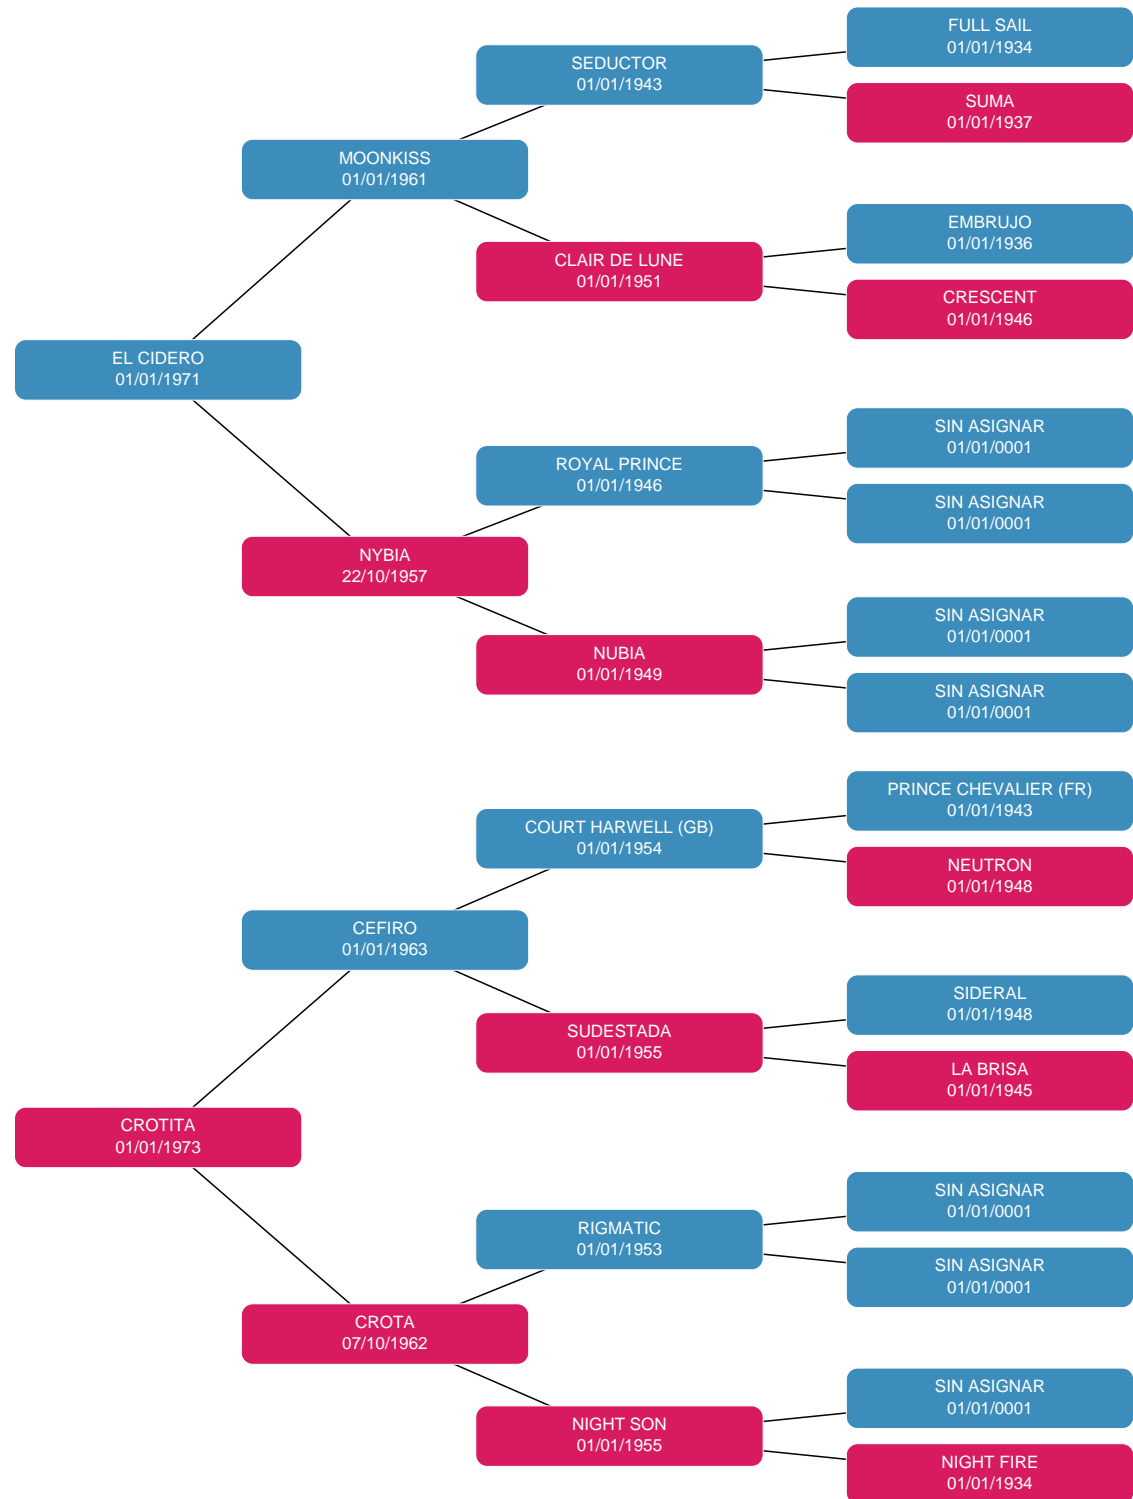 FULL SAIL
01/01/1934
SEDUCTOR
01/01/1943
SUMA
01/01/1937
MOONKISS
01/01/1961
EMBRUJO
01/01/1936
CLAIR DE LUNE
01/01/1951
CRESCENT
01/01/1946
EL CIDERO
01/01/1971
SIN ASIGNAR
01/01/0001
ROYAL PRINCE
01/01/1946
SIN ASIGNAR
01/01/0001
NYBIA
22/10/1957
SIN ASIGNAR
01/01/0001
NUBIA
01/01/1949
SIN ASIGNAR
01/01/0001
PRINCE CHEVALIER (FR)
01/01/1943
COURT HARWELL (GB)
01/01/1954
NEUTRON
01/01/1948
CEFIRO
01/01/1963
SIDERAL
01/01/1948
SUDESTADA
01/01/1955
LA BRISA
01/01/1945
CROTITA
01/01/1973
SIN ASIGNAR
01/01/0001
RIGMATIC
01/01/1953
SIN ASIGNAR
01/01/0001
CROTA
07/10/1962
SIN ASIGNAR
01/01/0001
NIGHT SON
01/01/1955
NIGHT FIRE
01/01/1934